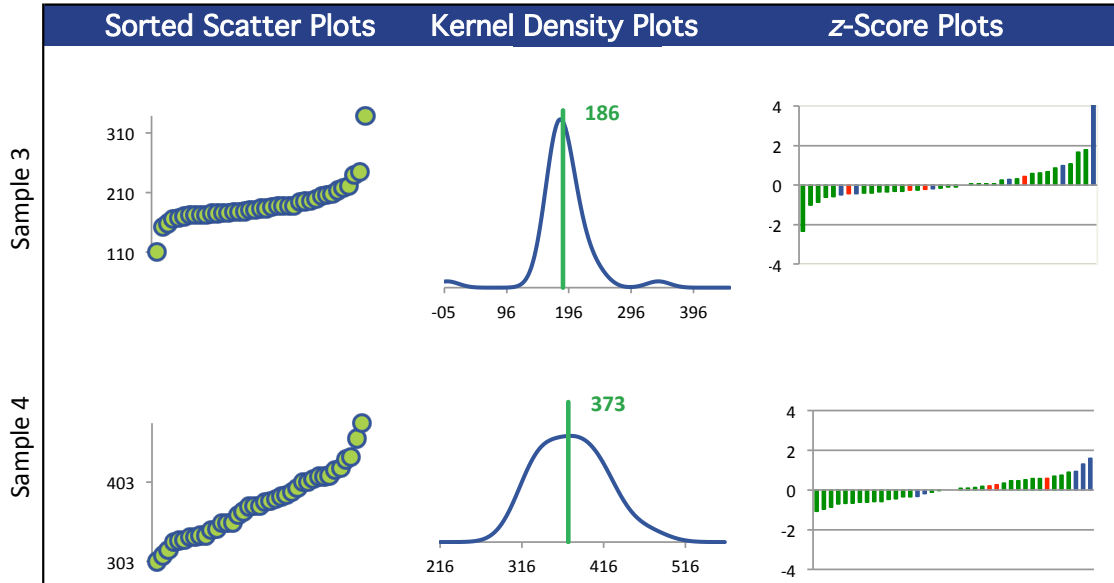 Sorted Scatter Plots
Kernel Density Plots
z-Score Plots
Sample 3
310
210
110
186
-05 96 196 296 396
4
2
0
-2
-4
Sample 4
403
303
373
216 316 416 516
4
2
0
-2
-4